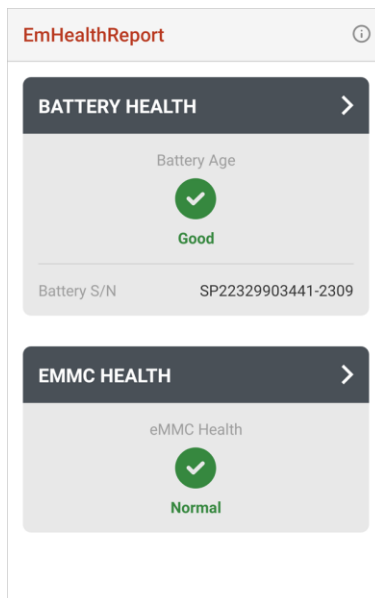 EmHealthReport
BATTERY HEALTH
Battery Age
Good
Battery S/N SP22329903441-2309
EMMC HEALTH
eMMC Health
Normal